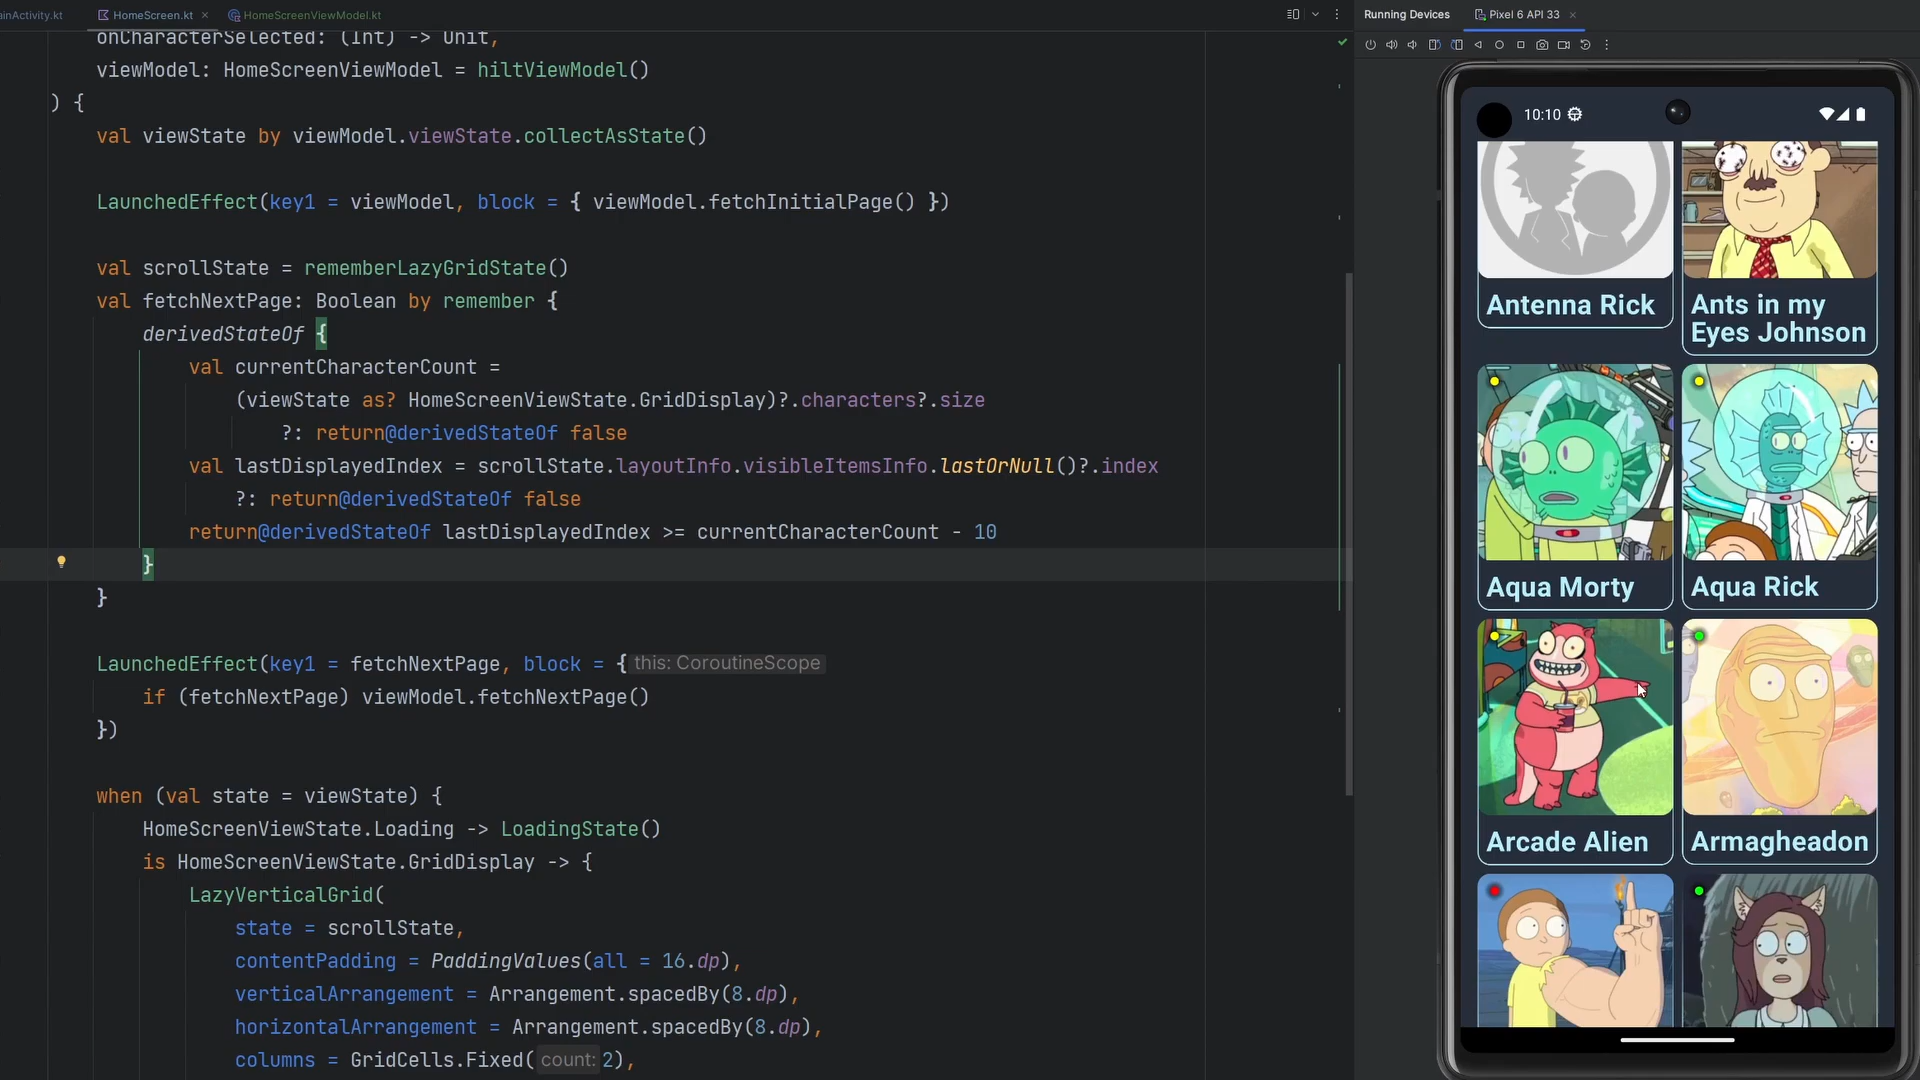 ainActivity.kt
HomeScreen.kt
HomeScreenViewModel.kt
onCharacterSelected: (Int) -> Unit,
viewModel: HomeScreenViewModel = hiltViewModel()
) {
val viewState by viewModel.viewState.collectAsState()
LaunchedEffect(key1 = viewModel, block = { viewModel.fetchInitialPage() })
val scrollState = rememberLazyGridState()
val fetchNextPage: Boolean by remember {
derivedStateOf {
val currentCharacterCount =
(viewState as? HomeScreenViewState.GridDisplay)?.characters?.size
?: return@derivedStateOf false
val lastDisplayedIndex = scrollState.layoutInfo.visibleItemsInfo.lastOrNull()?.index
?: return@derivedStateOf false
return@derivedStateOf lastDisplayedIndex >= currentCharacterCount - 10
}
}
LaunchedEffect(key1 = fetchNextPage, block = { this: CoroutineScope
if (fetchNextPage) viewModel.fetchNextPage()
})
when (val state = viewState) {
HomeScreenViewState.Loading -> LoadingState()
is HomeScreenViewState.GridDisplay -> {
LazyVerticalGrid(
state = scrollState,
contentPadding = PaddingValues(all = 16.dp),
verticalArrangement = Arrangement.spacedBy(8.dp),
horizontalArrangement = Arrangement.spacedBy(8.dp),
columns = GridCells.Fixed( count: 2),
Running Devices
Pixel 6 API 33
10:10
Antenna Rick
Ants in my
Eyes Johnson
Aqua Morty
Aqua Rick
Arcade Alien
Armagheadon